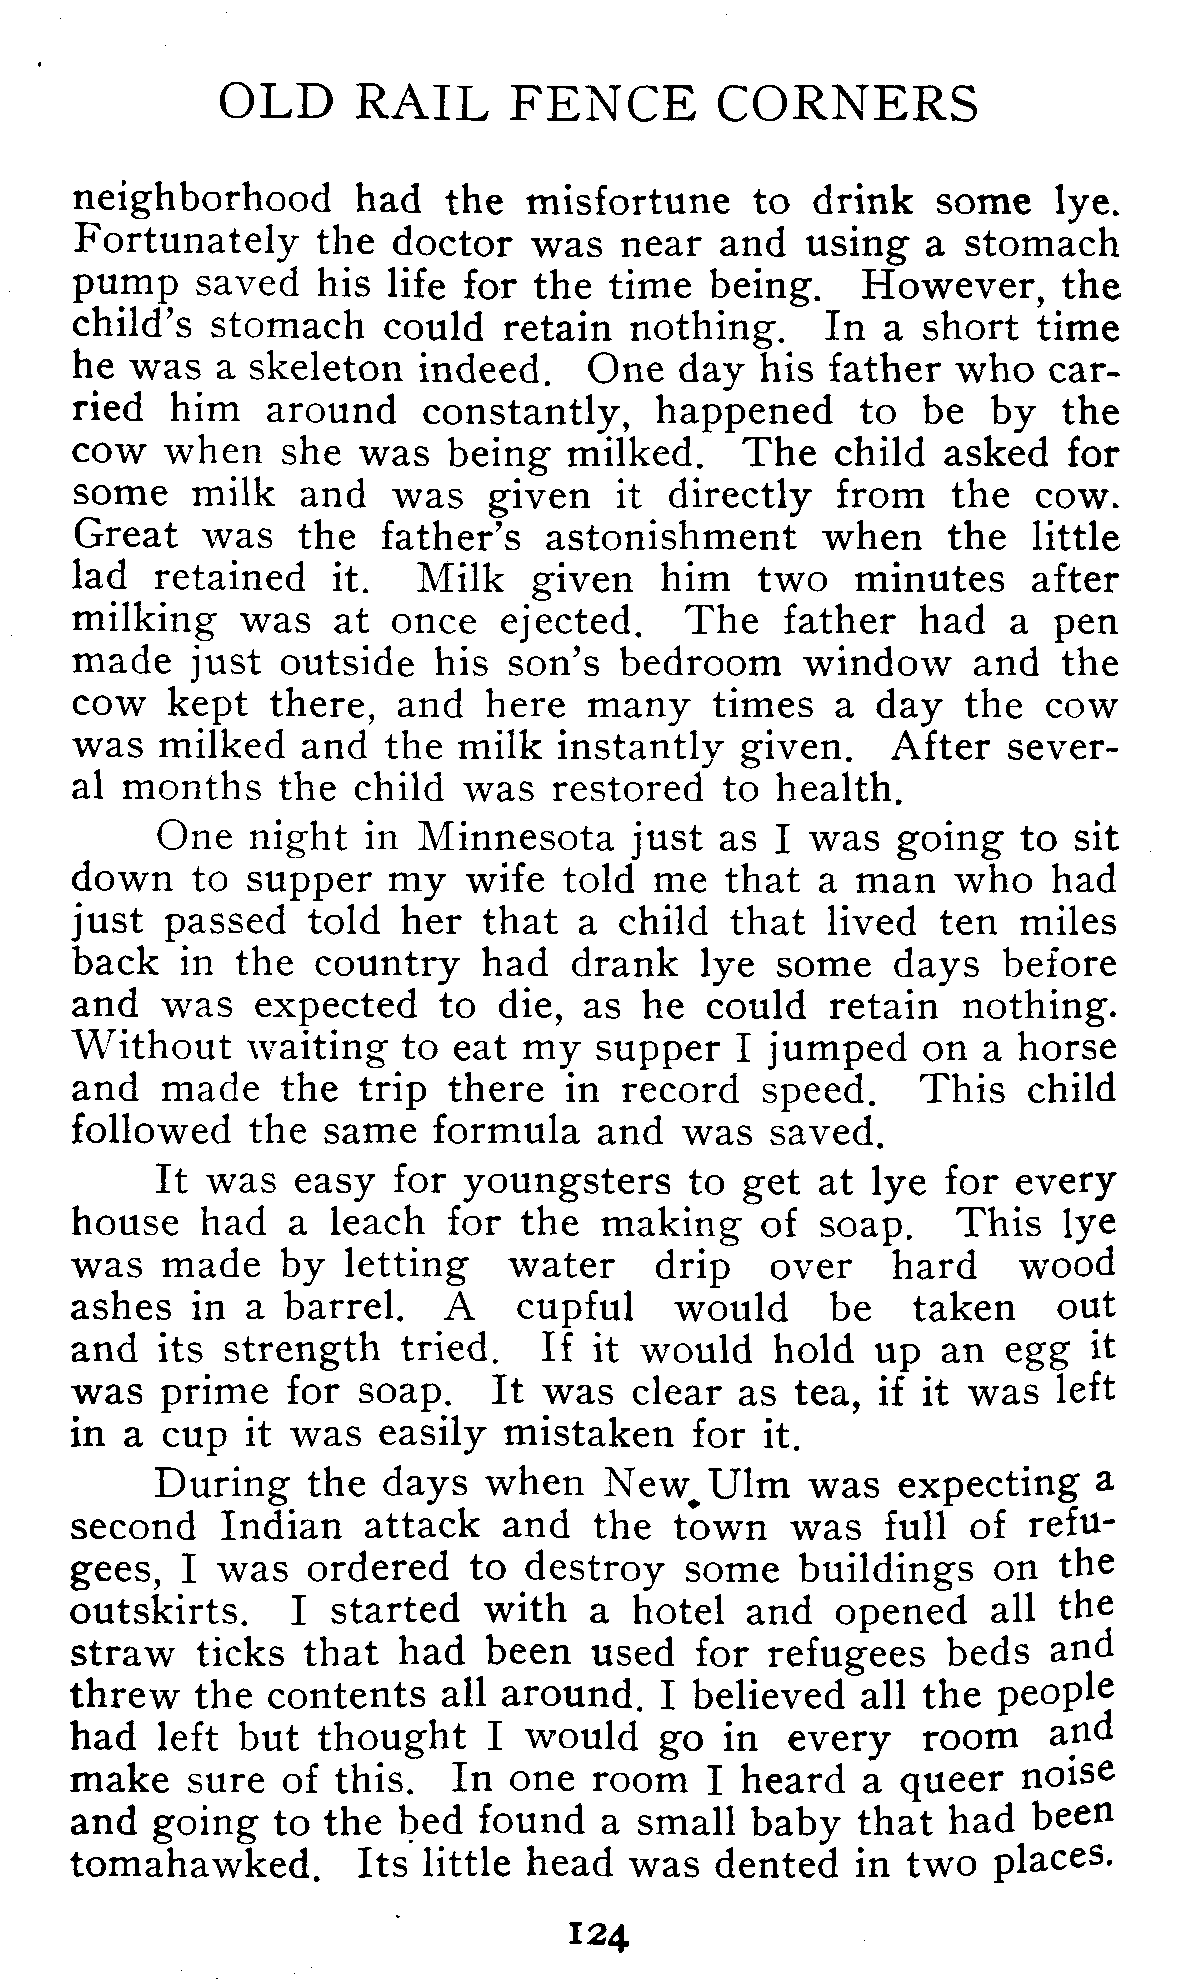 OLD RAIL FENCE CORNERS
neighborhood had the misfortune to drink some lye.
Fortunately the doctor was near and using a stomach
pump saved his life for the time being. However, the
child's stomach could retain nothing. In a short time
he was a skeleton indeed. One day his father who car-
ried him around constantly, happened to be by the
cow when she was being milked. The child asked for
some milk and was given it directly from the cow.
Great was the father's astonishment when the little
lad retained it. Milk given him two minutes after
milking was at once ejected. The father had a pen
made just outside his son's bedroom window and the
cow kept there, and here many times a day the cow
was milked and the milk instantly given. After sever-
al months the child was restored to health.
One night in Minnesota just as I was going to sit
down to supper my wife told me that a man who had
just passed told her that a child that lived ten miles
back in the country had drank lye some days before
and was expected to die, as he could retain nothing.
Without waiting to eat my supper I jumped on a horse
and made the trip there in record speed. This child
followed the same formula and was saved.
It was easy for youngsters to get at lye for every
house had a leach for the making of soap. This lye
was made by letting water drip over hard wood
ashes in a barrel. A cupful would be taken out
and its strength tried. If it would hold up an egg it
was prime for soap. It was clear as tea, if it was left
in a cup it was easily mistaken for it.
During the days when New Ulm was expecting a
second Indian attack and the town was full of refu-
gees, I was ordered to destroy some buildings on the
outskirts. I started with a hotel and opened all the
straw ticks that had been used for refugees beds and
threw the contents all around. I believed all the people
had left but thought I would go in every room and
make sure of this. In one room I heard a queer noise
and going to the bed found a small baby that had been
tomahawked. Its little head was dented in two places.
124